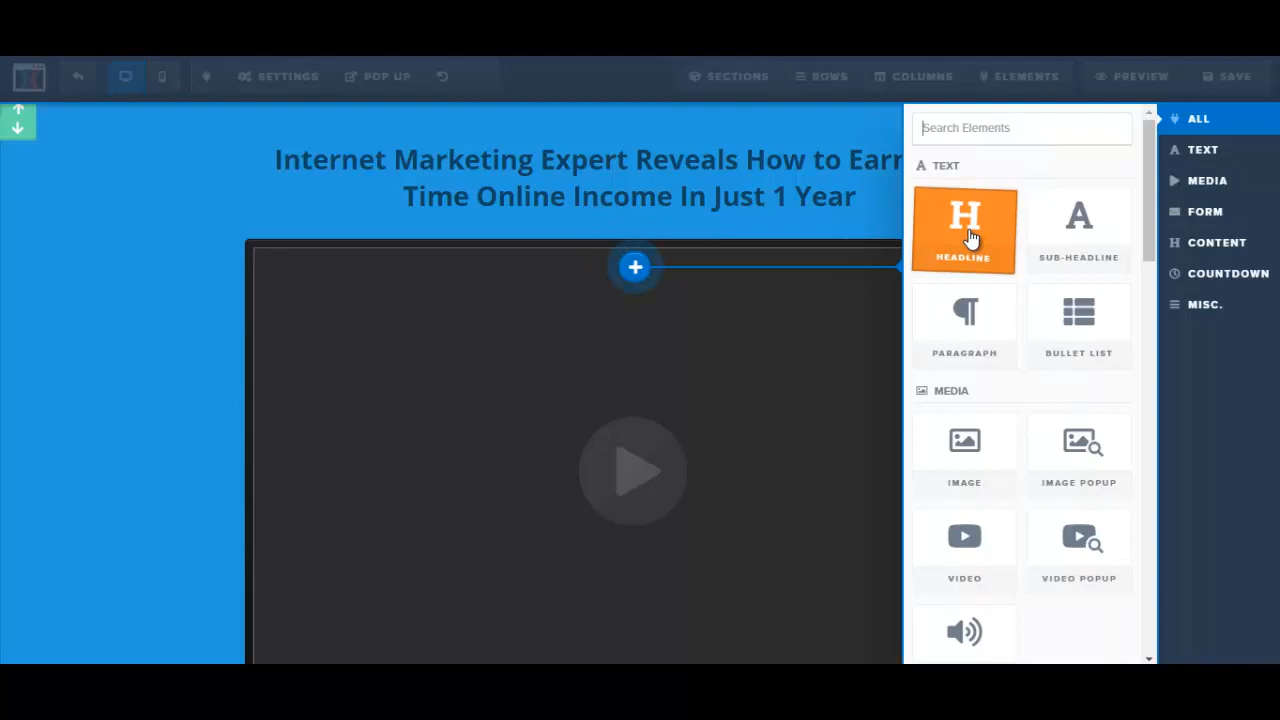 SETTINGS
POP UP
SECTIONS
ROWS
COLUMNS
ELEMENTS
PREVIEW
SAVE
Internet Marketing Expert Reveals How to Earn
Time Online Income In Just 1 Year
Search Elements
TEXT
HEADLINE
SUB-HEADLINE
PARAGRAPH
BULLET LIST
MEDIA
IMAGE
IMAGE POPUP
VIDEO
VIDEO POPUP
ALL
TEXT
MEDIA
FORM
CONTENT
COUNTDOWN
MISC.